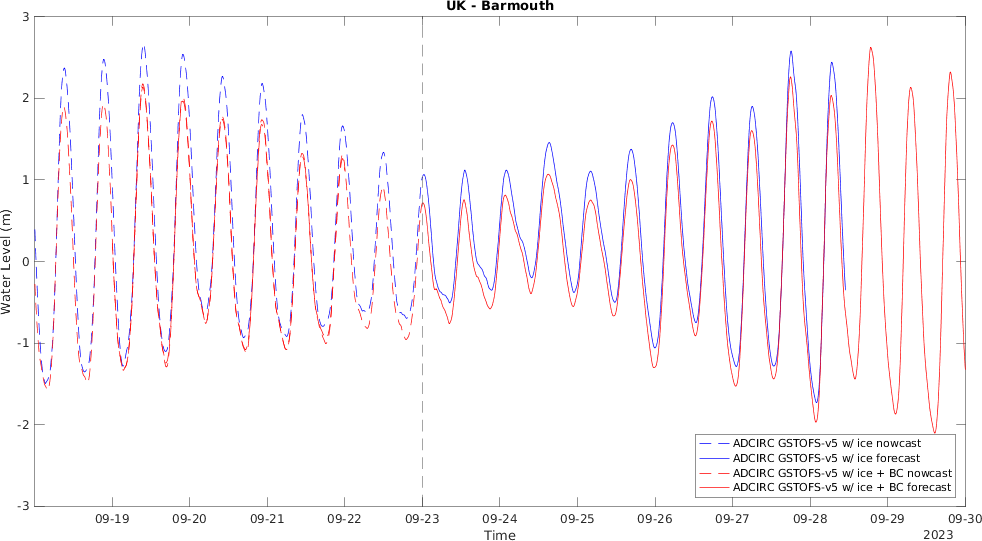 UK - Barmouth
Water Level (m)
3
2
1
0
-1
-2
-3
09-19 09-20 09-21 09-22 09-23 09-24 09-25 09-26 09-27 09-28 09-29 09-30
Time
2023
ADCIRC GSTOFS-v5 w/ ice nowcast
ADCIRC GSTOFS-v5 w/ ice forecast
ADCIRC GSTOFS-v5 w/ ice + BC nowcast
ADCIRC GSTOFS-v5 w/ ice + BC forecast